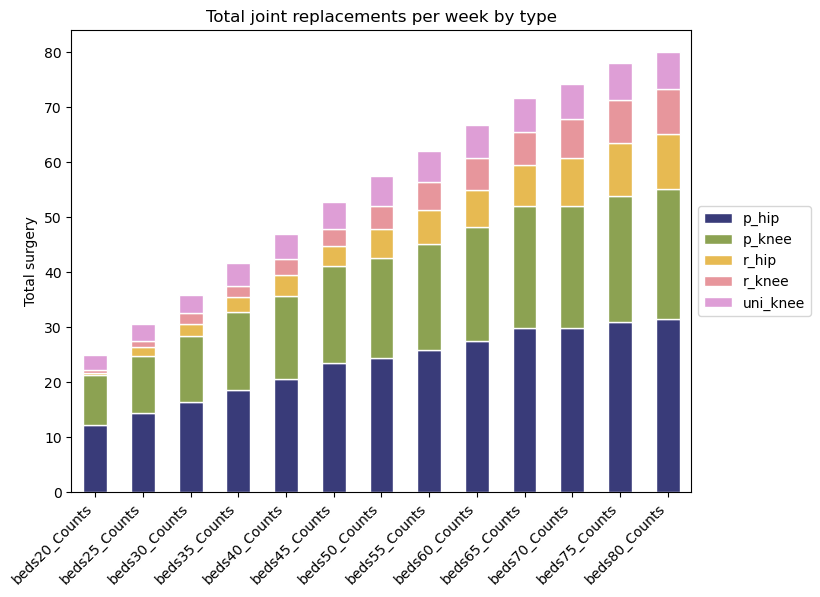 Total joint replacements per week by type
Total surgery
80
70
60
50
40
30
20
10
0
beds20_Counts
beds25_Counts
beds30_Counts
beds35_Counts
beds40_Counts
beds45_Counts
beds50_Counts
beds55_Counts
beds60_Counts
beds65_Counts
beds70_Counts
beds75_Counts
beds80_Counts
p_hip
p_knee
r_hip
r_knee
uni_knee